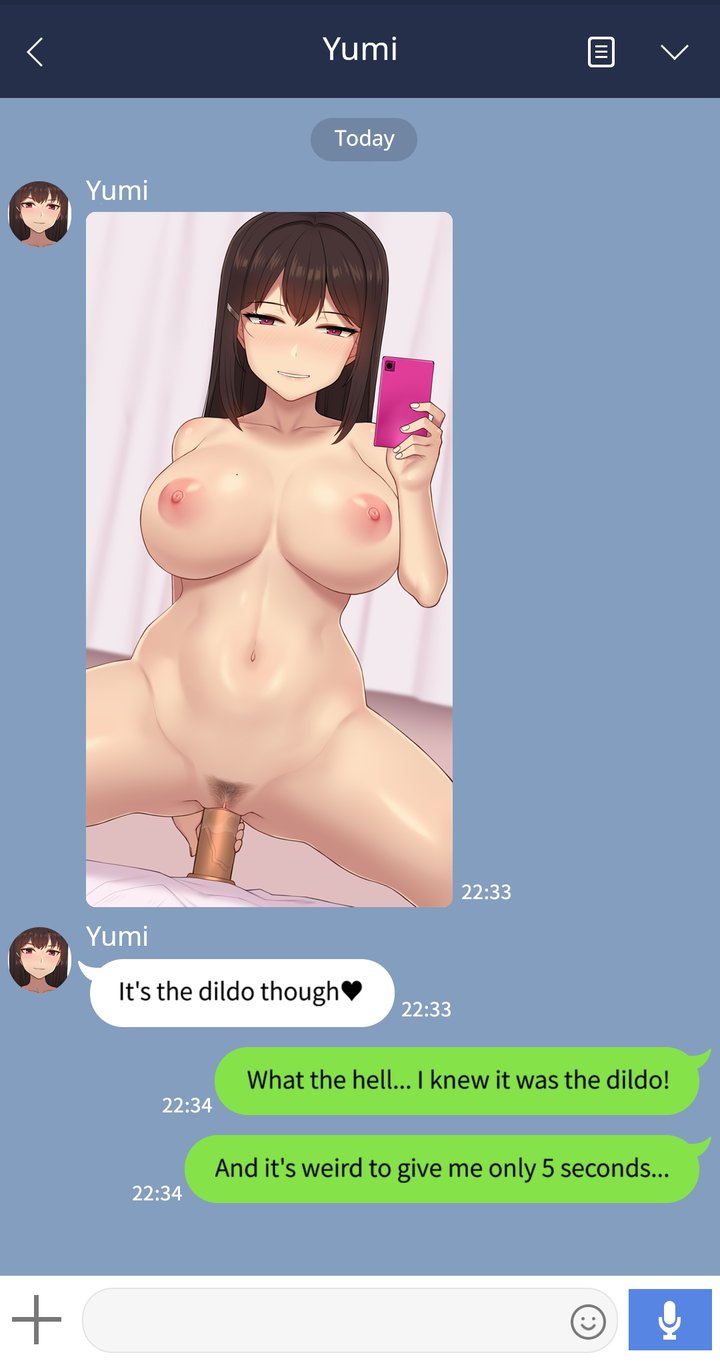 Yumi
Today
Yumi
22:33
Yumi
It's the dildo though♥
22:33
What the hell... I knew it was the dildo!
22:34
And it's weird to give me only 5 seconds...
22:34